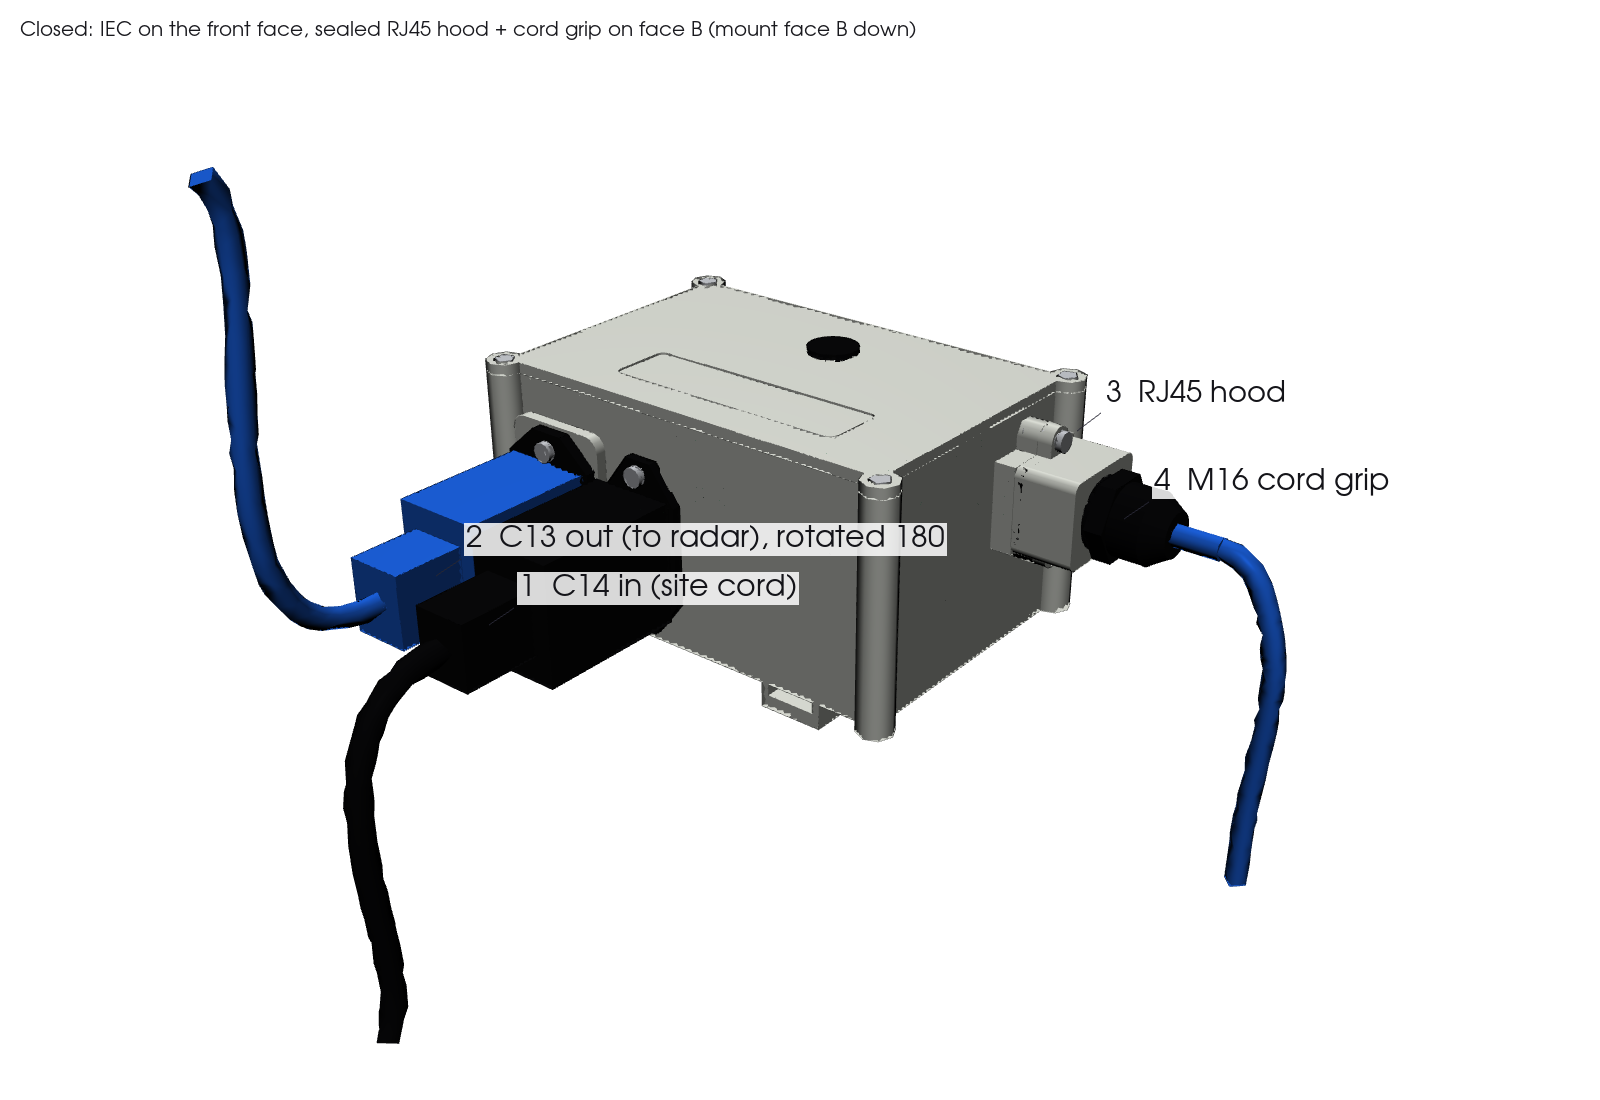 Closed: IEC on the front face, sealed RJ45 hood + cord grip on face B (mount face B down)
3 RJ45 hood
4 M16 cord grip
2 C13 out (to radar), rotated 180
1 C14 in (site cord)